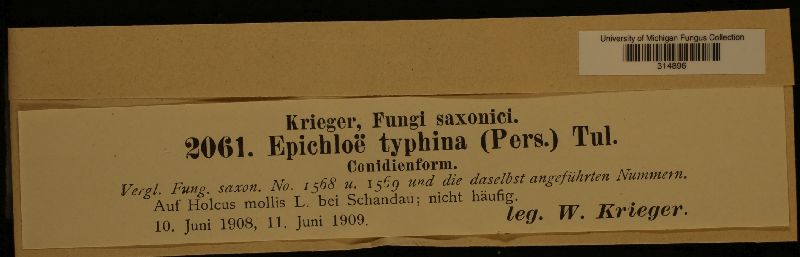 University of Michigan Fungus Collection
314896
Krieger, Fungi saxonici.
2061. Epichloë typhina (Pers.) Tul.
Conidienform.
Vergl. Fung. saxon. No. 1568 u. 1569 und die daselbst angeführten Nummern.
Auf Holcus mollis L. bei Schandau; nicht häufig.
10. Juni 1908, 11. Juni 1909.
leg. W. Krieger.